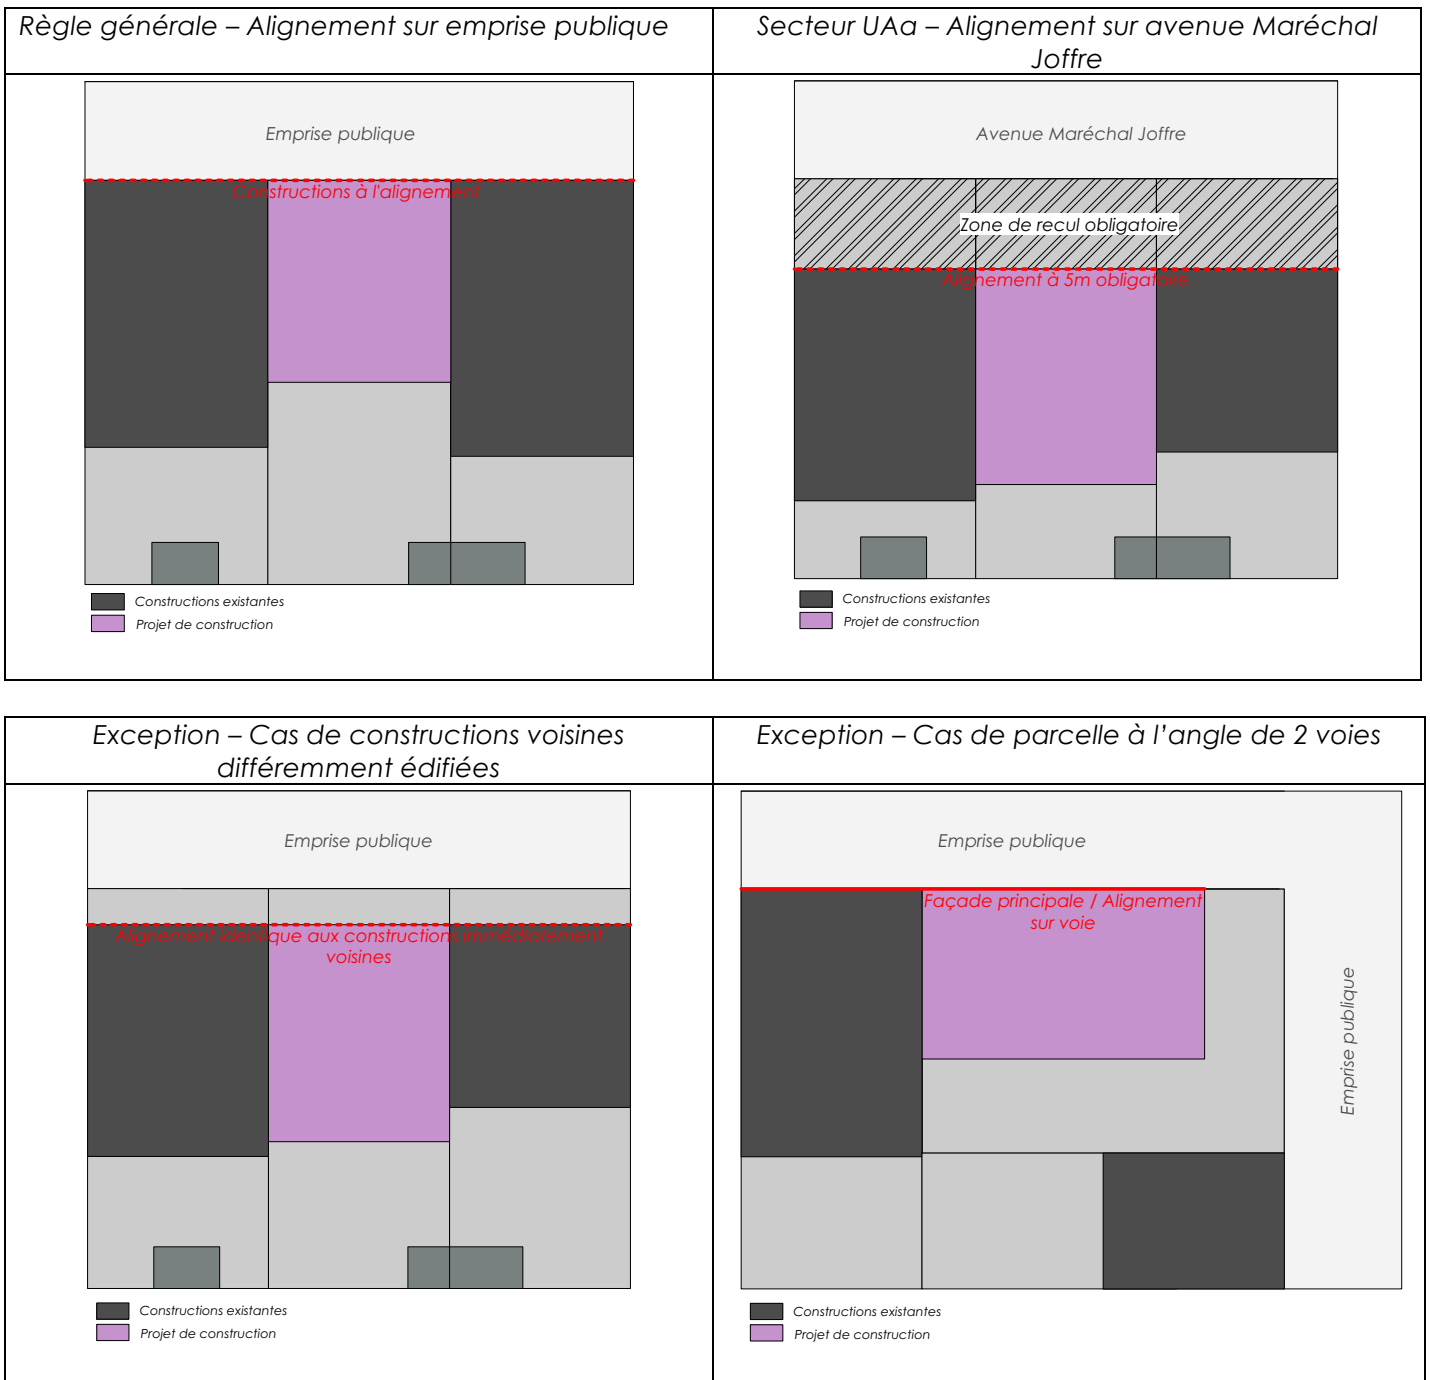 Règle générale – Alignement sur emprise publique
Secteur UAa – Alignement sur avenue Maréchal
Joffre
Emprise publique
Constructions à l'alignement
Constructions existantes
Projet de construction
Avenue Maréchal Joffre
Zone de recul obligatoire
Alignement à 5m obligatoire
Constructions existantes
Projet de construction
Exception – Cas de constructions voisines
différemment édifiées
Exception – Cas de parcelle à l'angle de 2 voies
Emprise publique
Alignement identique aux constructions immédiatement
voisines
Constructions existantes
Projet de construction
Emprise publique
Façade principale / Alignement
sur voie
Emprise publique
Constructions existantes
Projet de construction